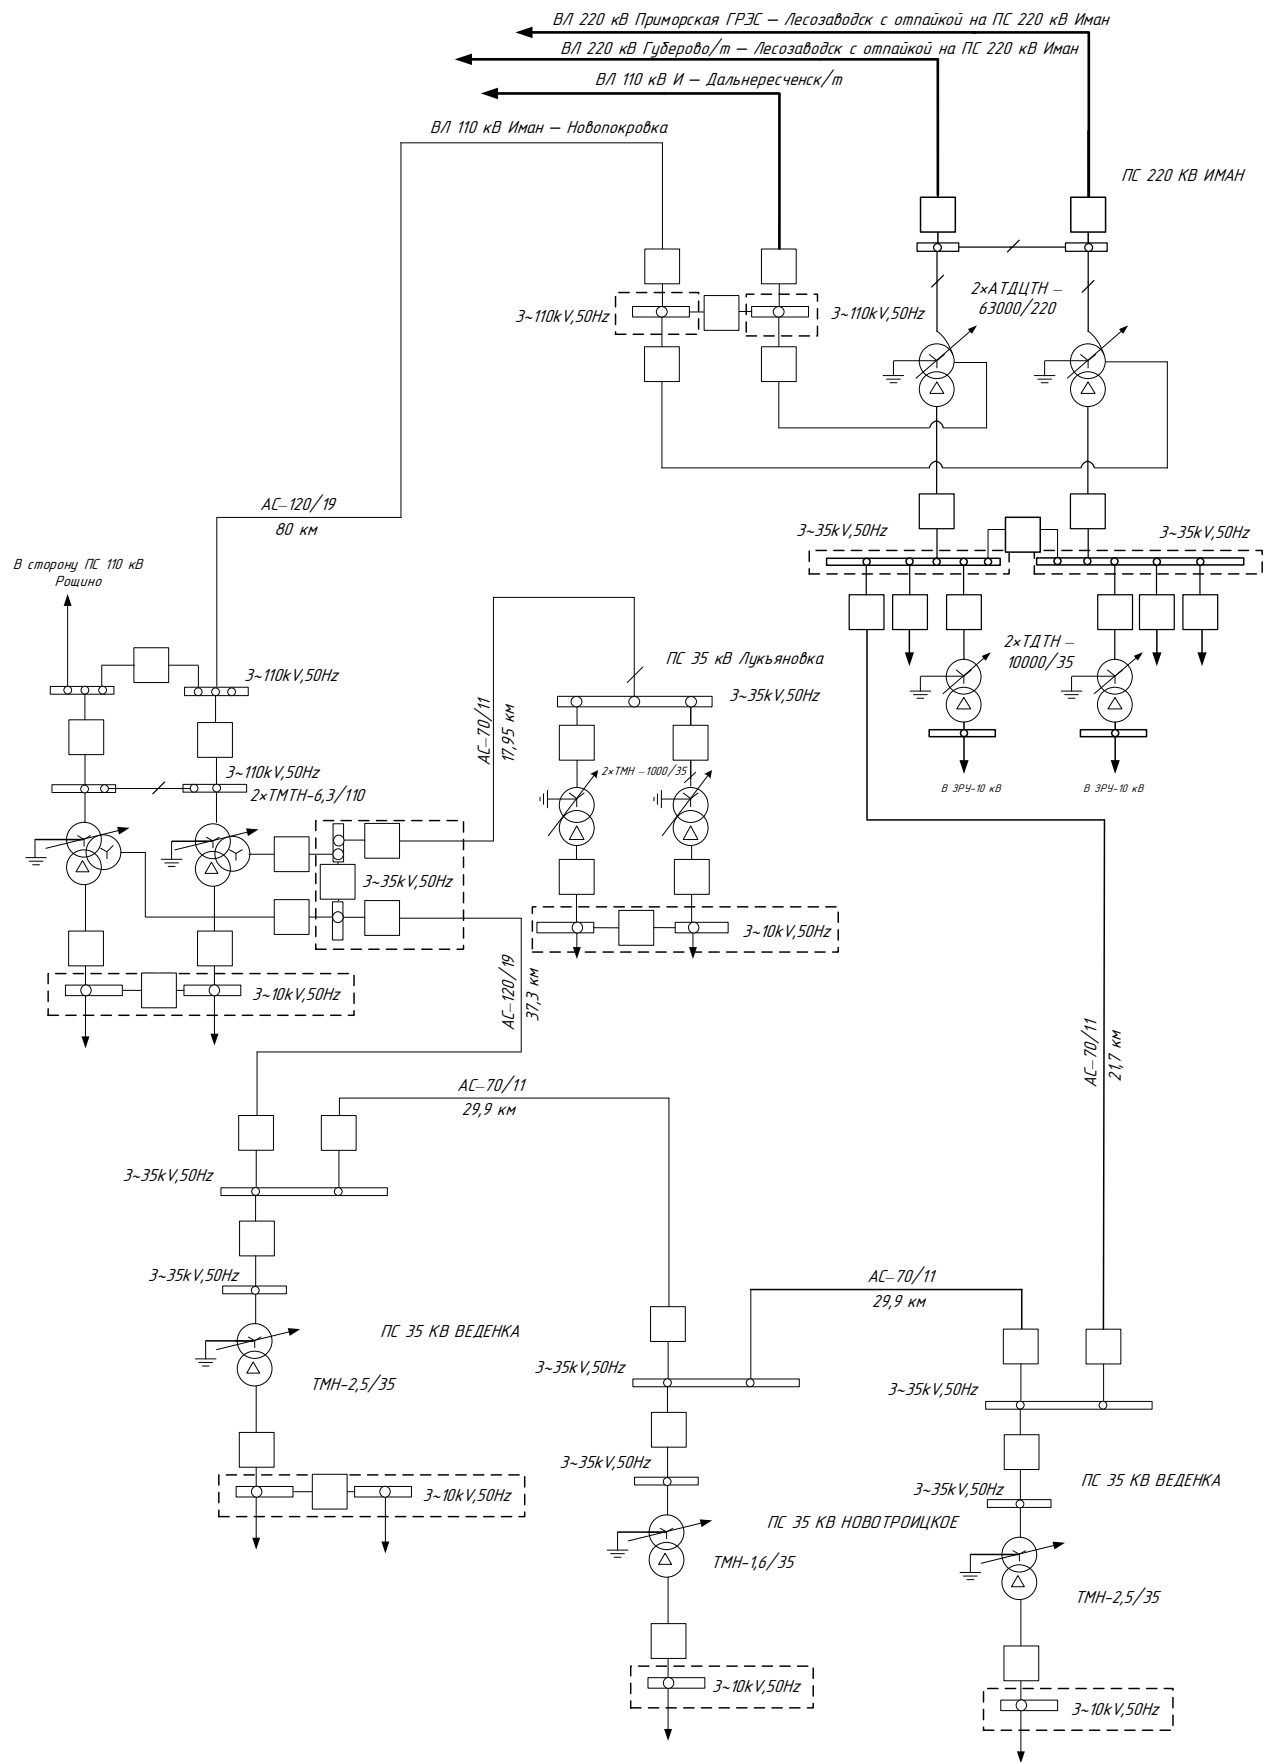 ВЛ 220 кВ Приморская ГРЭС – Лесозаводск с отпайкой на ПС 220 кВ Иман
ВЛ 220 кВ Губерово/т – Лесозаводск с отпайкой на ПС 220 кВ Иман
ВЛ 110 кВ И – Дальнересченск/т
ВЛ 110 кВ Иман – Новопокровка
ПС 220 КВ ИМАН
2×АТДЦТН –
63000/220
3~110kV,50Hz
3~110kV,50Hz
АС–120/19
80 км
3~35kV,50Hz
3~35kV,50Hz
В сторону ПС 110 кВ
Рощино
2×ТДТН –
10000/35
ПС 35 кВ Лукьяновка
3~110kV,50Hz
3~35kV,50Hz
АС–70/11
17,95 км
3~110kV,50Hz
2×ТМТН-6,3/110
2×ТМН –1000/35
В ЗРУ-10 кВ
В ЗРУ-10 кВ
3~35kV,50Hz
3~10kV,50Hz
3~10kV,50Hz
АС–120/19
37,3 км
АС–70/11
21,7 км
АС–70/11
29,9 км
3~35kV,50Hz
3~35kV,50Hz
АС–70/11
29,9 км
ПС 35 КВ ВЕДЕНКА
ТМН-2,5/35
3~35kV,50Hz
3~35kV,50Hz
3~35kV,50Hz
3~10kV,50Hz
ПС 35 КВ ВЕДЕНКА
3~35kV,50Hz
ПС 35 КВ НОВОТРОИЦКОЕ
ТМН-1,6/35
ТМН-2,5/35
3~10kV,50Hz
3~10kV,50Hz